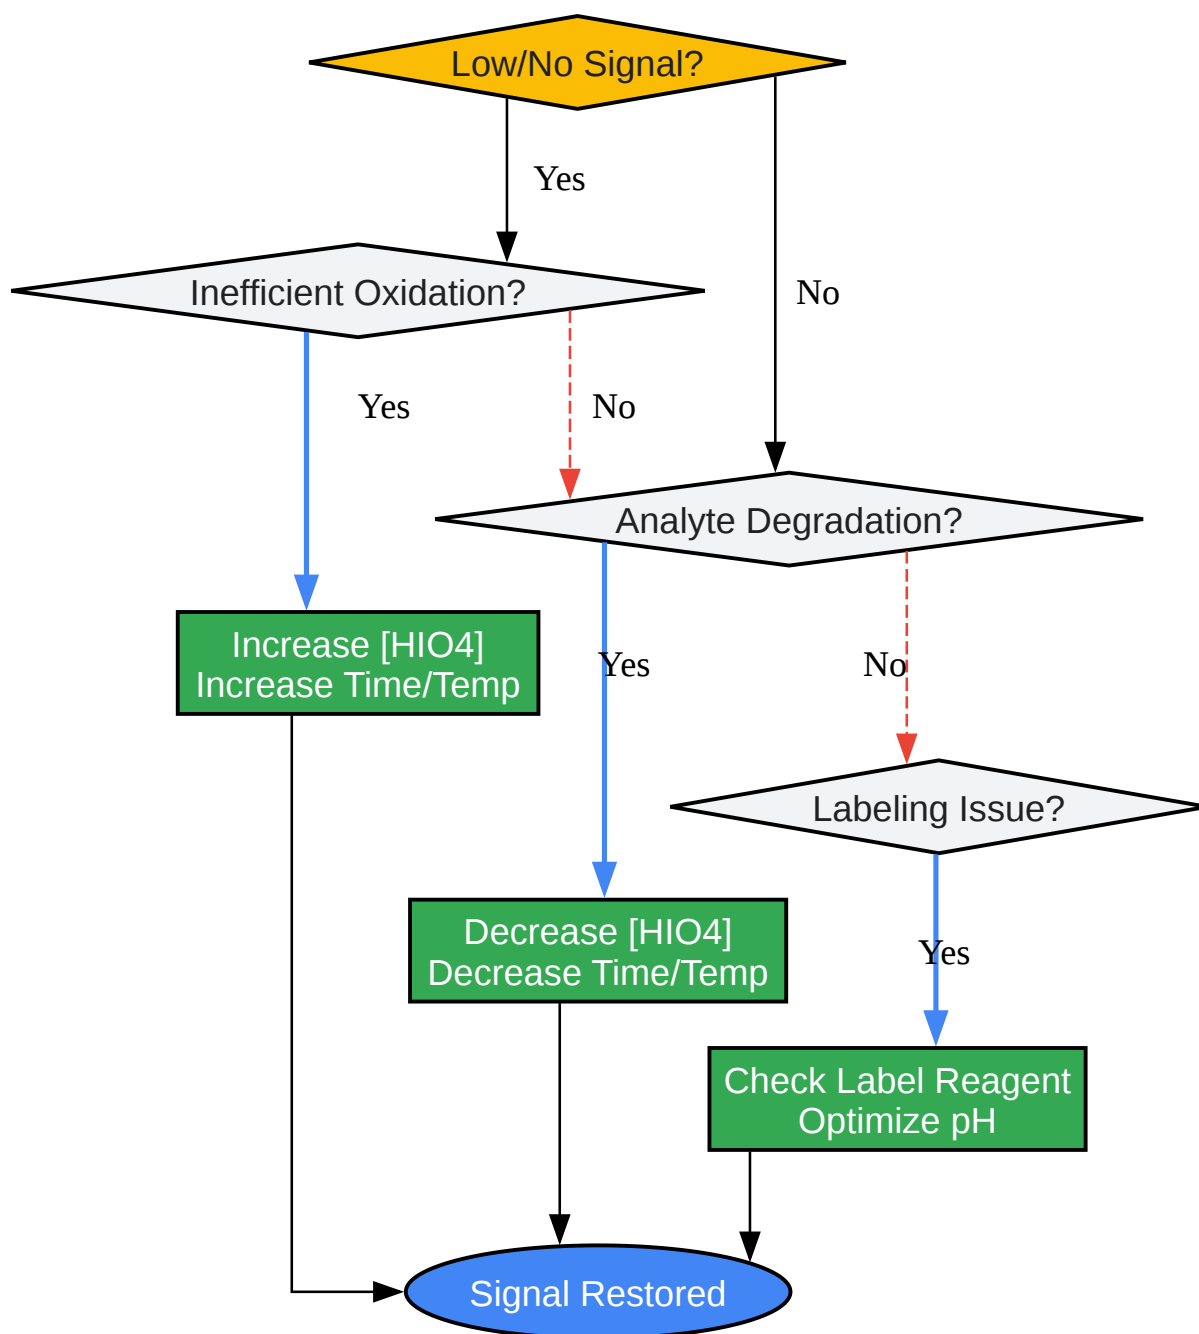 Low/No Signal?
Yes
Inefficient Oxidation?
No
Yes
No
Analyte Degradation?
Increase [HIO4]
Increase Time/Temp
Yes
No
Labeling Issue?
Decrease [HIO4]
Decrease Time/Temp
Yes
Check Label Reagent
Optimize pH
Signal Restored